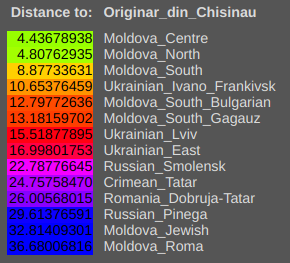 Distance to: Originar_din_Chisinau
4.43678938 Moldova_Centre
4.80762935 Moldova_North
8.87733631 Moldova_South
10.65376459 Ukrainian_Ivano_Frankivsk
12.79772636 Moldova_South_Bulgarian
13.18159702 Moldova_South_Gagauz
15.51877895 Ukrainian_Lviv
16.99801753 Ukrainian_East
22.78776645 Russian_Smolensk
24.75758470 Crimean_Tatar
26.00568015 Romania_Dobruja-Tatar
29.61376591 Russian_Pinega
32.81409301 Moldova_Jewish
36.68006816 Moldova_Roma